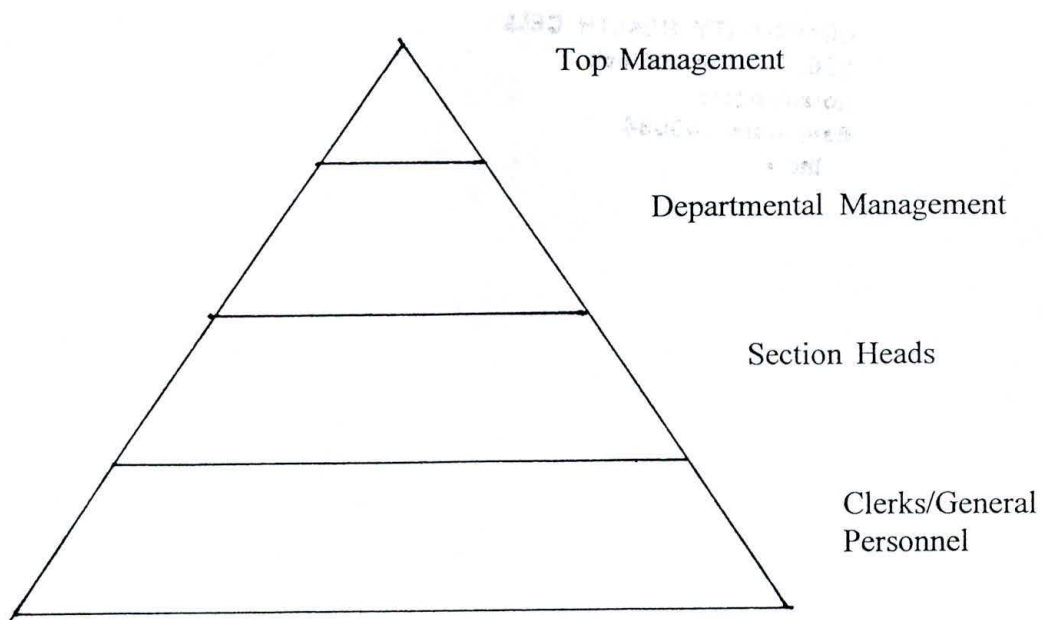 Top Management
Departmental Management
Section Heads
Clerks/General
Personnel